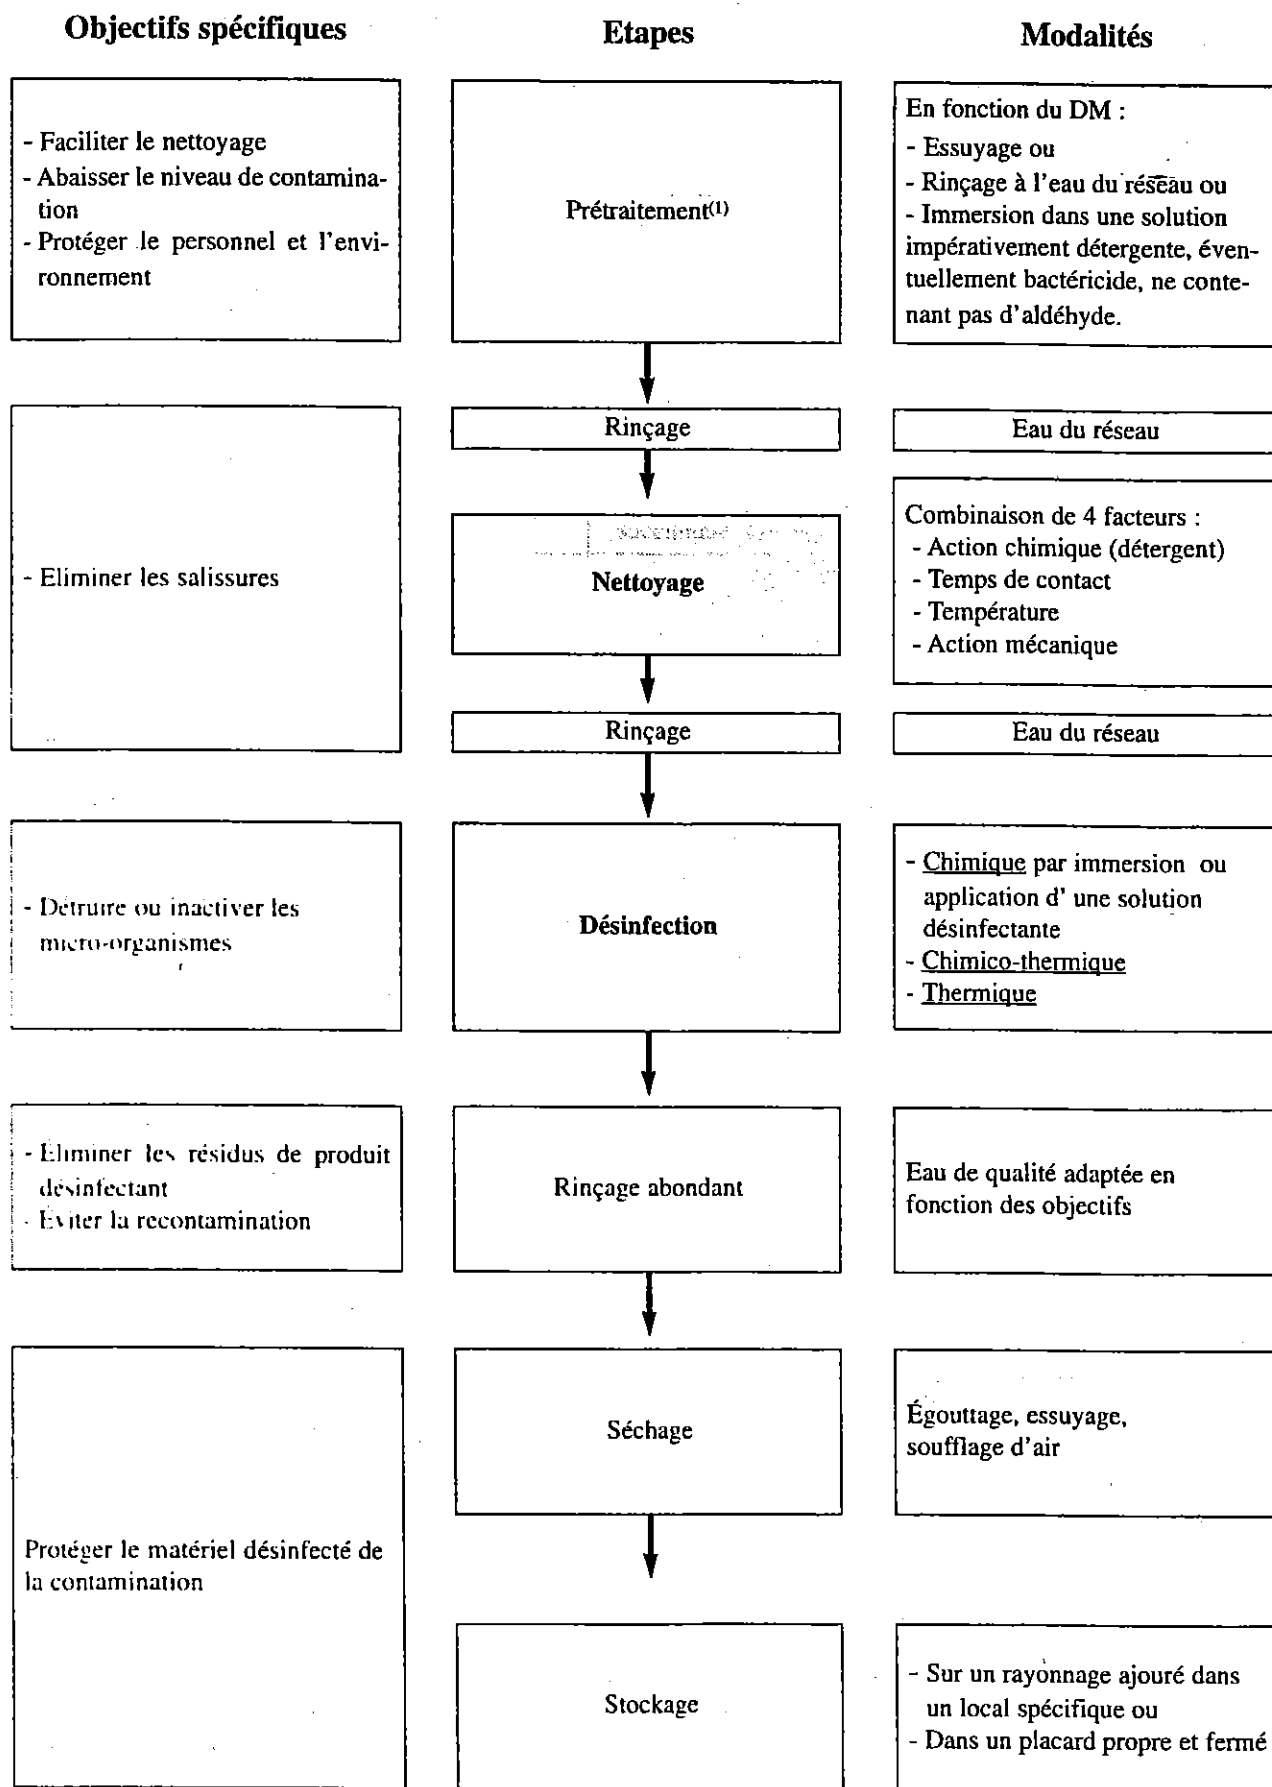 Objectifs spécifiques
Etapes
Modalités
- Faciliter le nettoyage
- Abaisser le niveau de contamina-
tion
- Protéger le personnel et l'envi-
ronnement
Prétraitement(1)
En fonction du DM :
- Essuyage ou
- Rinçage à l'eau du réseau ou
- Immersion dans une solution
impérativement détergente, éven-
tuellement bactéricide, ne conte-
nant pas d'aldéhyde.
Rinçage
Eau du réseau
- Eliminer les salissures
Nettoyage
Combinaison de 4 facteurs :
- Action chimique (détergent)
- Temps de contact
- Température
- Action mécanique
Rinçage
Eau du réseau
- Détruire ou inactiver les
micro-organismes
Désinfection
- Chimique par immersion ou
application d' une solution
désinfectante
- Chimico-thermique
- Thermique
- Eliminer les résidus de produit
désinfectant
- Eviter la recontamination
Rinçage abondant
Eau de qualité adaptée en
fonction des objectifs
Protéger le matériel désinfecté de
la contamination
Séchage
Égouttage, essuyage,
soufflage d'air
Stockage
- Sur un rayonnage ajouré dans
un local spécifique ou
- Dans un placard propre et fermé